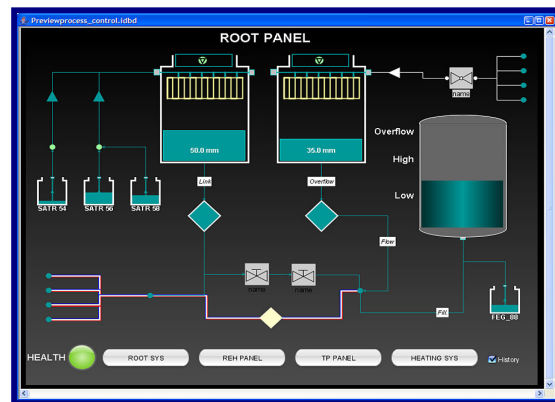 Previewprocess_control.idbd
ROOT PANEL
name
Overflow
High
Low
50.0 mm
35.0 mm
Link
Overflow
SATR 54
SATR 56
SATR 58
Flow
name
name
Fill
FEG_88
HEALTH
ROOT SYS
REH PANEL
TP PANEL
HEATING SYS
History